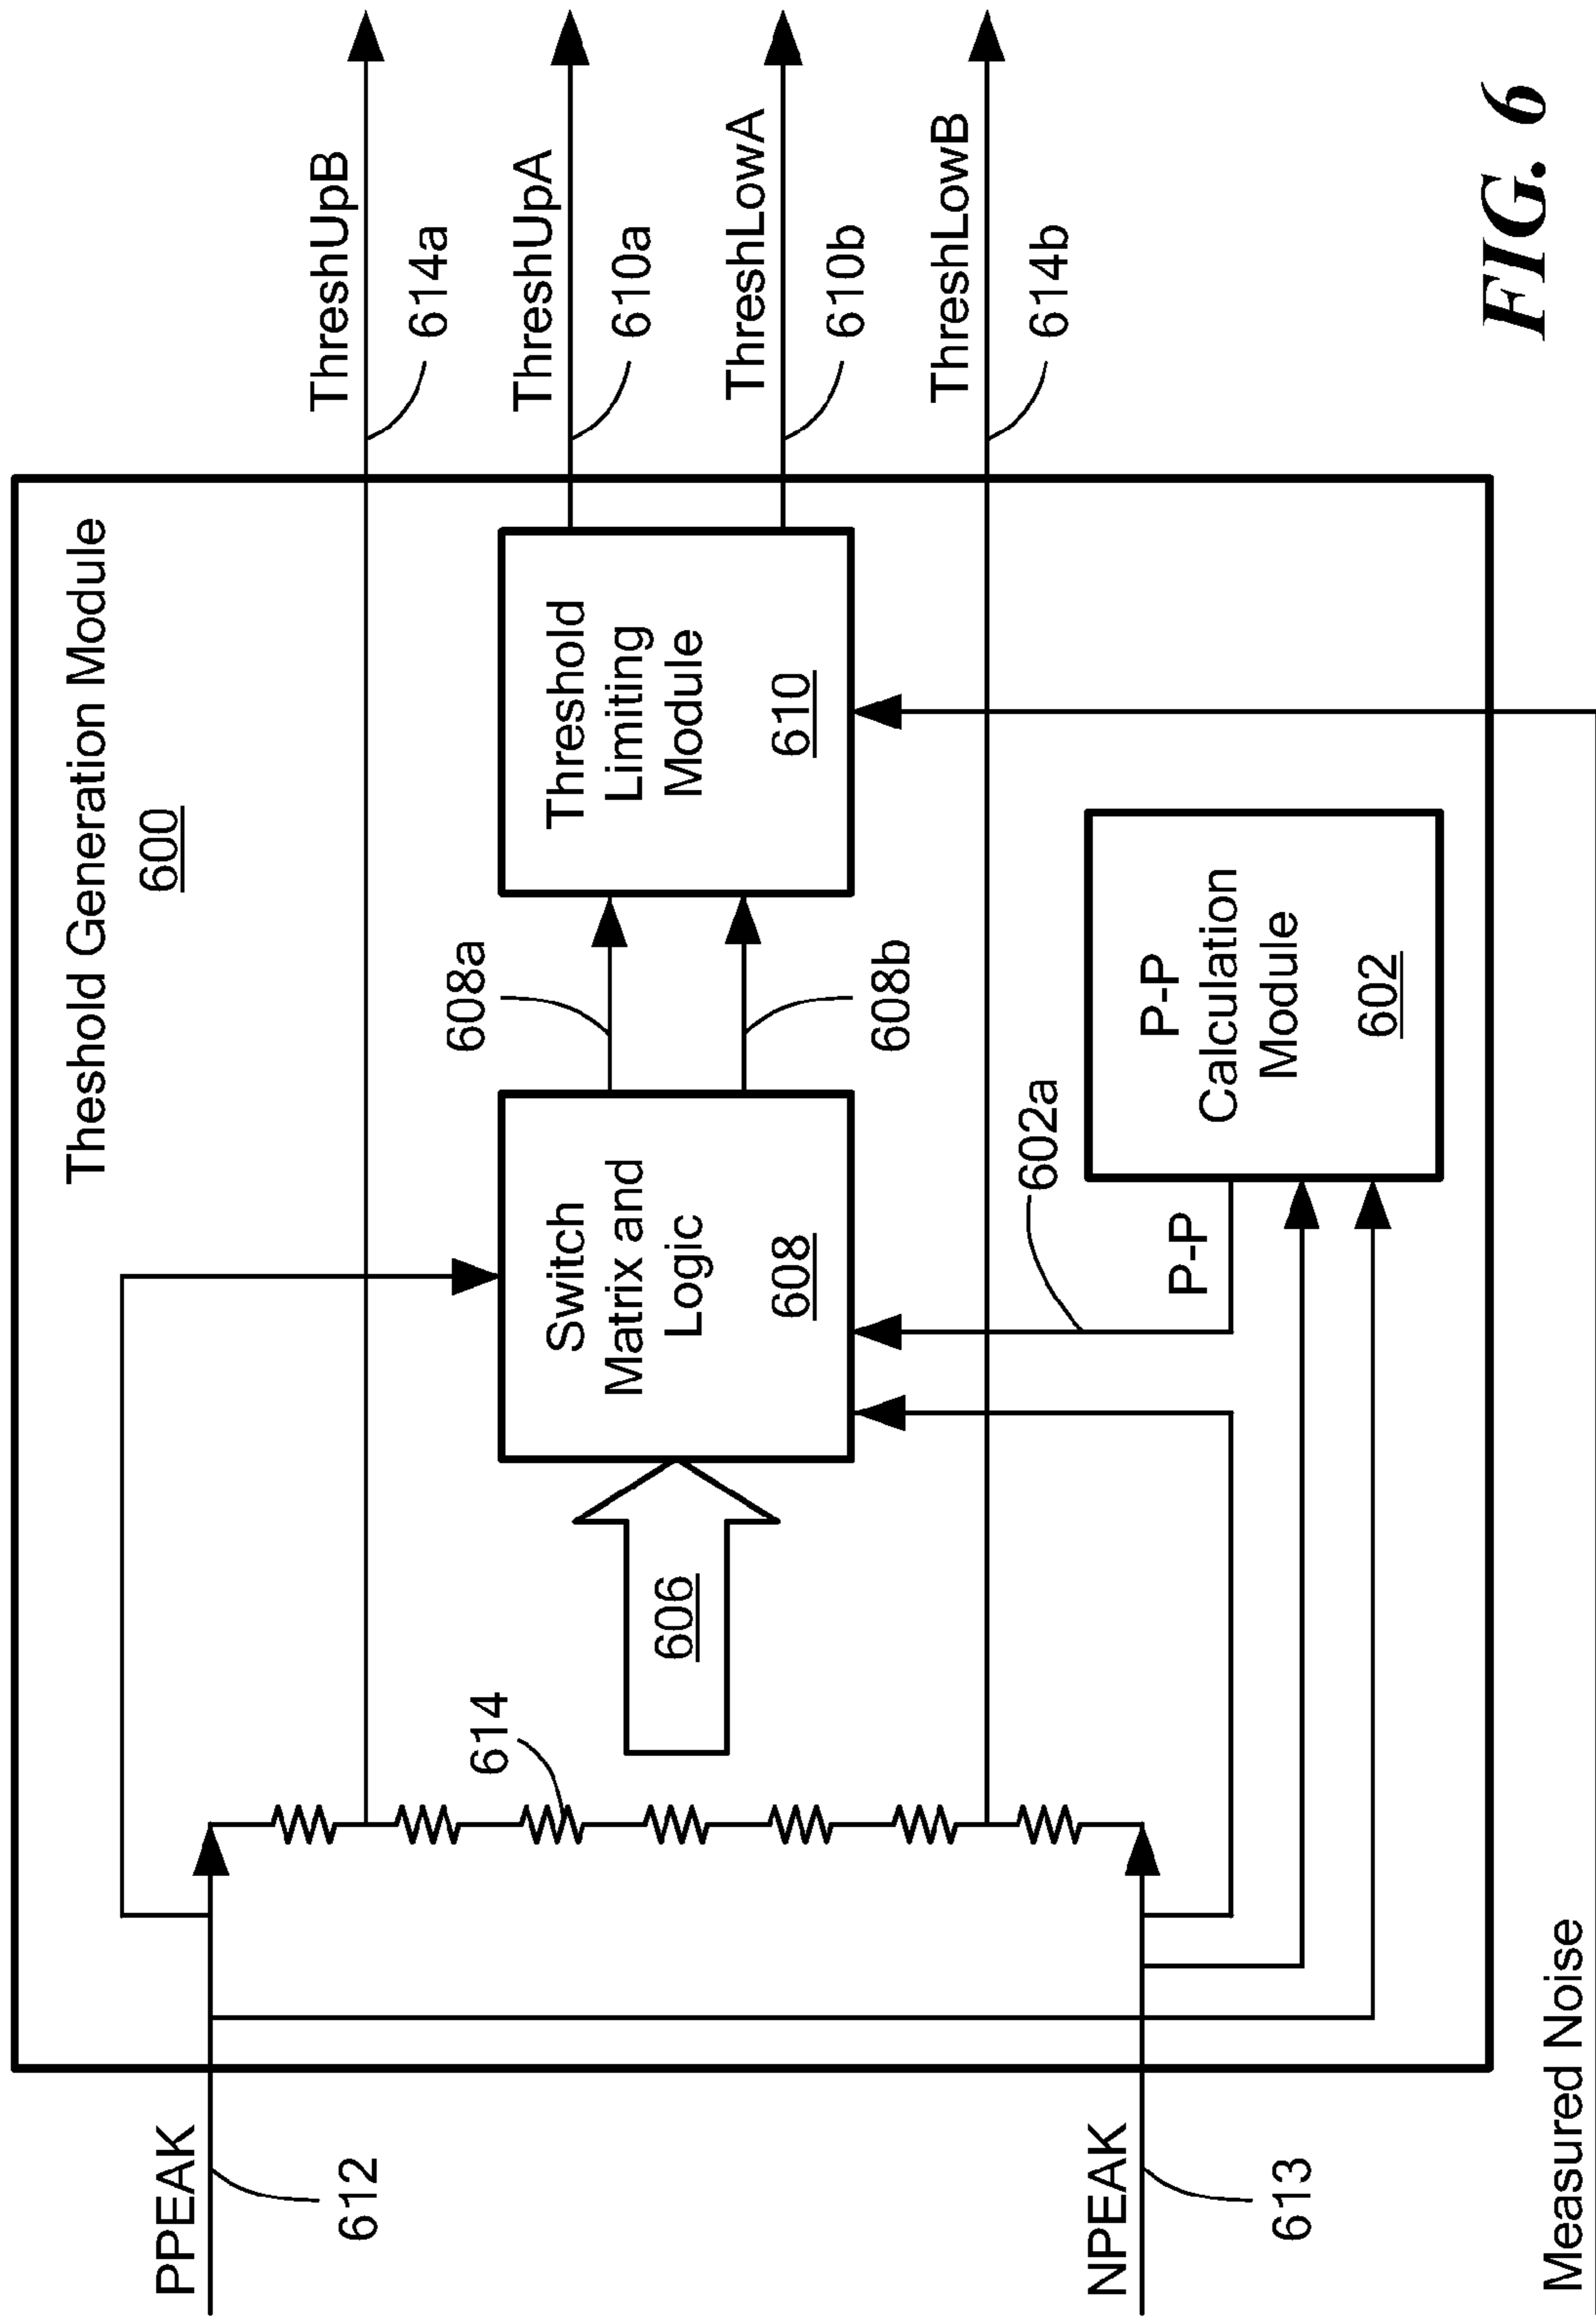 Theshold Generation Module
600
PPEAK
612
NPEAK
613
Measured Noise
614
606
Switch
Matrix and
Logic
608
608a
608b
Threshold
Limiting
Module
610
P-P
602a
P-P
Calculation
Module
602
ThreshUpB
614a
ThreshUpA
610a
ThreshLowA
610b
ThreshLowB
614b
FIG. 6